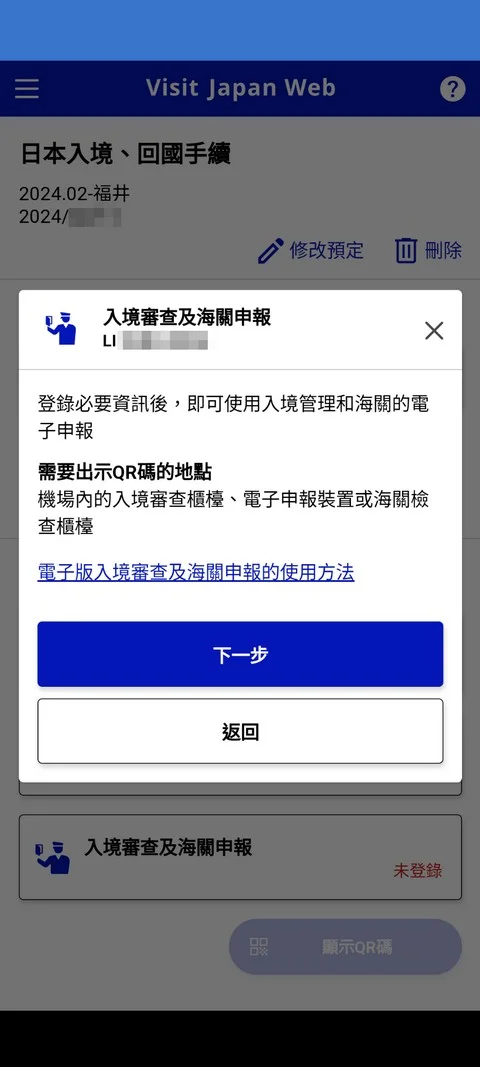 Visit Japan Web
?
日本入境、回國手續
2024.02-福井
2024/
修改預定
刪除
入境審查及海關申報
LI
登錄必要資訊後，即可使用入境管理和海關的電
子申報
需要出示QR碼的地點
機場內的入境審查櫃檯、電子申報裝置或海關檢
查櫃檯
電子版入境審查及海關申報的使用方法
下一步
返回
入境審查及海關申報
未登錄
顯示QR碼